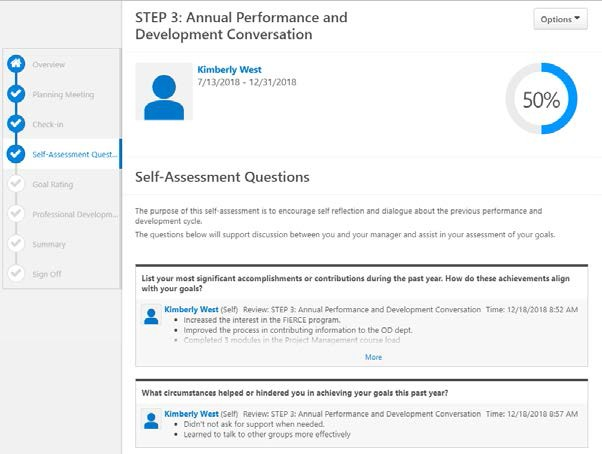 STEP 3: Annual Performance and
Development Conversation
Options
Overview
Planning Meeting
Check-in
Self-Assessment Quest...
Goal Rating
Professional Developm...
Summary
Sign Off
Kimberly West
7/13/2018 - 12/31/2018
50%
Self-Assessment Questions
The purpose of this self-assessment is to encourage self reflection and dialogue about the previous performance and
development cycle.
The questions below will support discussion between you and your manager and assist in your assessment of your goals.
List your most significant accomplishments or contributions during the past year. How do these achievements align
with your goals?
Kimberly West (Self) Review: STEP 3: Annual Performance and Development Conversation Time: 12/18/2018 8:52 AM
• Increased the interest in the FIERCE program.
• Improved the process in contributing information to the OD dept.
• Completed 3 modules in the Project Management course load
More
What circumstances helped or hindered you in achieving your goals this past year?
Kimberly West (Self) Review: STEP 3: Annual Performance and Development Conversation Time: 12/18/2018 8:57 AM
• Didn't not ask for support when needed.
• Learned to talk to other groups more effectively